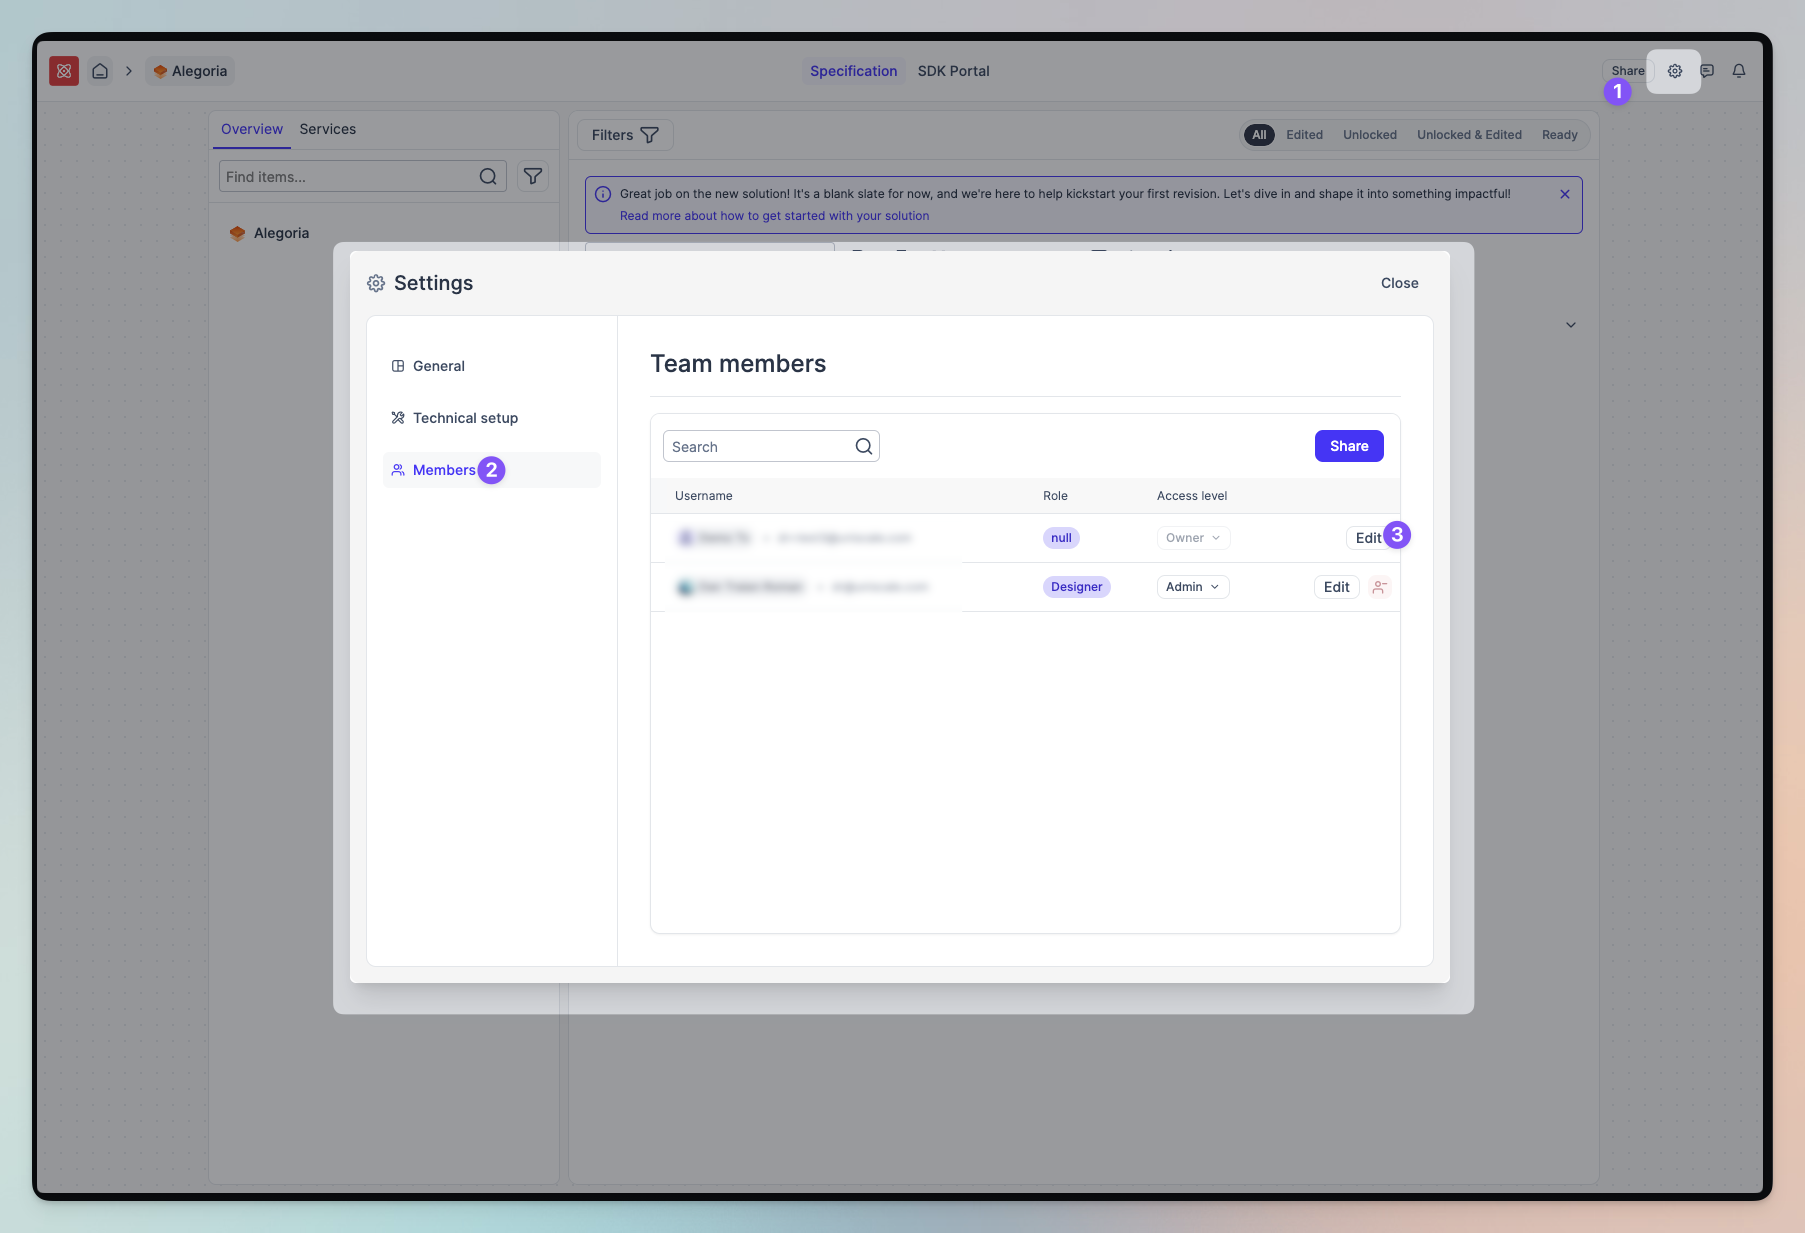 Alegoria
Specification
SDK Portal
Share
1
Overview
Services
Find items...
Alegoria
Filters
All
Edited
Unlocked
Unlocked & Edited
Ready
Great job on the new solution! It's a blank slate for now, and we're here to help kickstart your first revision. Let's dive in and shape it into something impactful!
Read more about how to get started with your solution
Settings
Close
General
Technical setup
Members 2
Team members
Search
Share
Username
Role
Access level
null
Owner
Edit 3
Designer
Admin
Edit